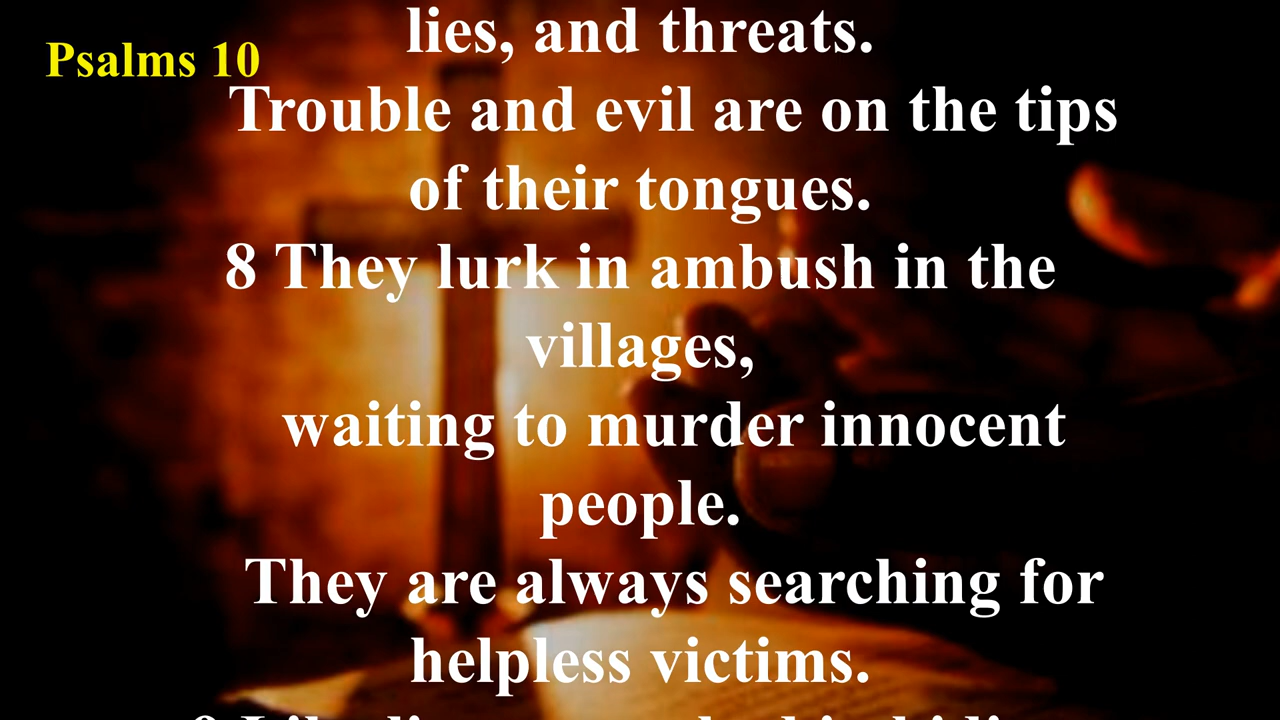 Psalms 10
lies, and threats.
Trouble and evil are on the tips
of their tongues.
8 They lurk in ambush in the
villages,
waiting to murder innocent
people.
They are always searching for
helpless victims.